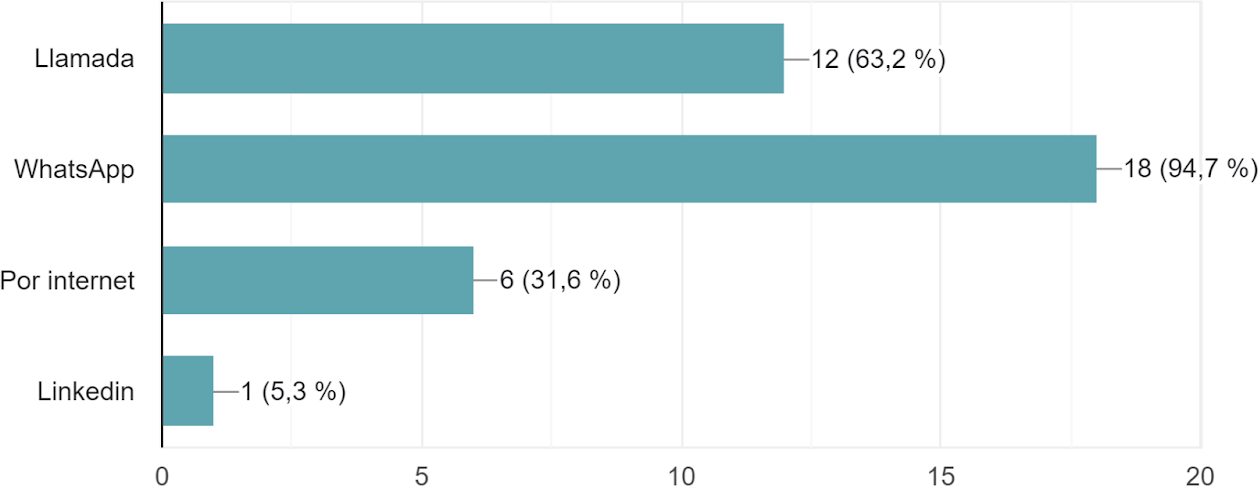 Llamada 12 (63,2 %)
WhatsApp 18 (94,7 %)
Por internet 6 (31,6 %)
Linkedin 1 (5,3 %)
0 5 10 15 20